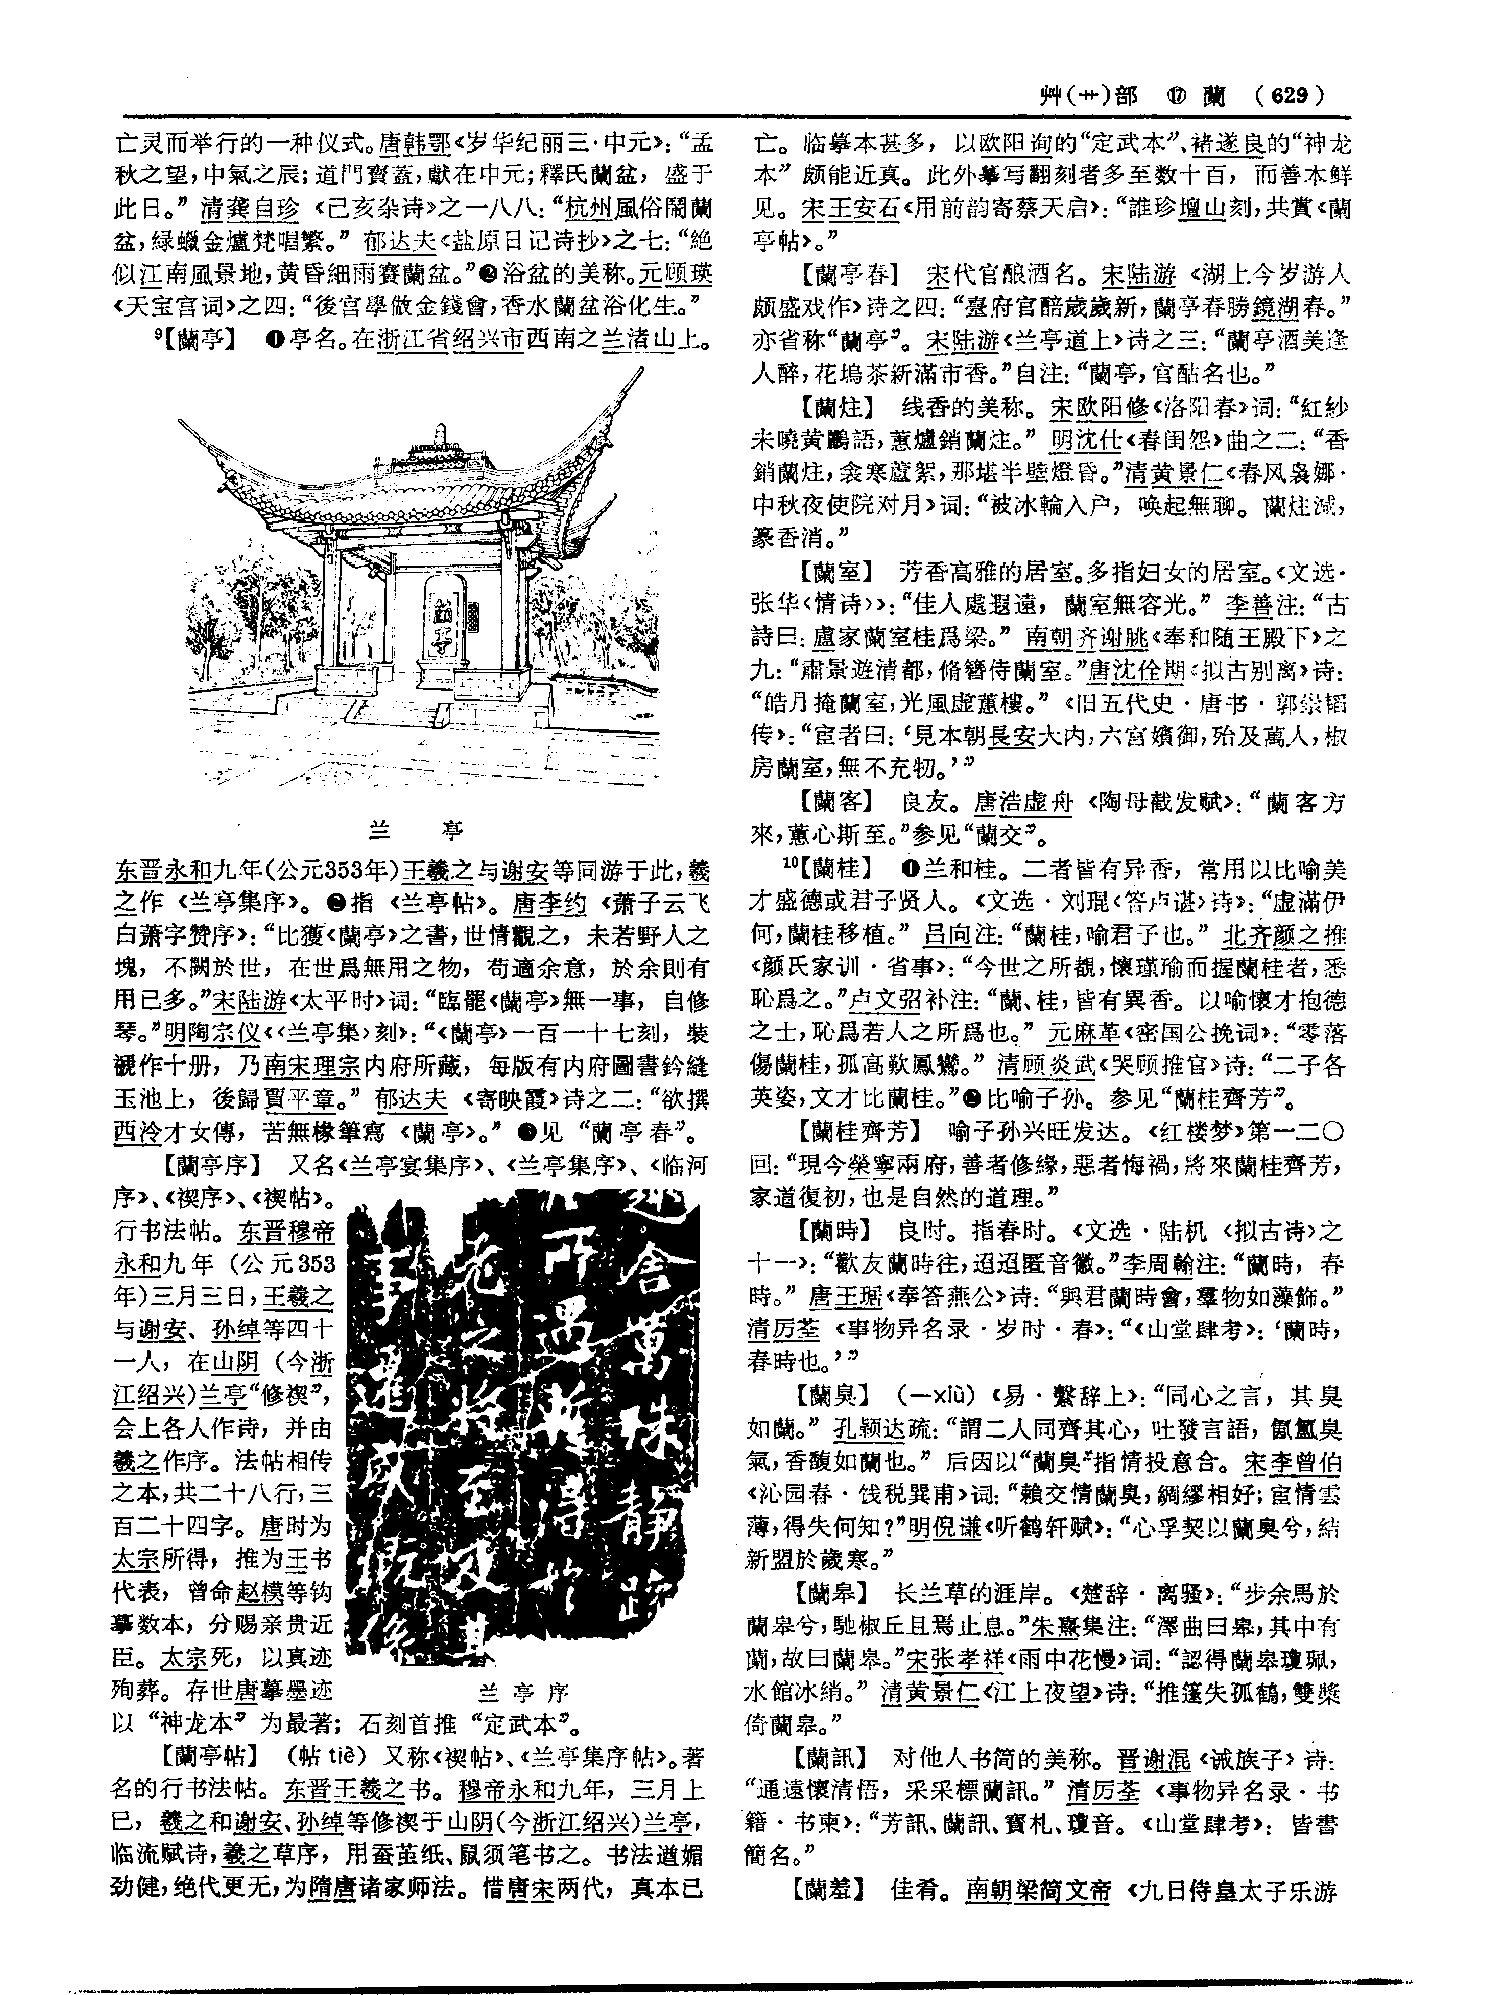 艸(艹)部 ⑰ 蘭 (629)
亡灵而举行的一种仪式。唐韩鄂《岁华纪丽三·中元》:“孟
秋之望,中氣之辰;道門寶蓋,獻在中元;釋氏蘭盆,盛于
此日。” 清龚自珍《己亥杂诗》之一八八:“杭州風俗鬧蘭
盆,緑蠟金爐梵唱繁。” 郁达夫《盐原日记诗抄》之七:“絶
似江南風景地,黄昏細雨賽蘭盆。”❷浴盆的美称。元顾瑛
《天宝宫词》之四:“後宫學做金錢會,香水蘭盆浴化生。”
9【蘭亭】 ❶亭名。在浙江省绍兴市西南之兰渚山上。
蘭亭
兰 亭
东晋永和九年(公元353年)王羲之与谢安等同游于此,羲
之作《兰亭集序》。❷指《兰亭帖》。唐李约《萧子云飞
白萧字赞序》:“比獲《蘭亭》之書,世情觀之,未若野人之
塊,不闕於世,在世爲無用之物,苟適余意,於余則有
用已多。”宋陆游《太平时》词:“臨罷《蘭亭》無一事,自修
琴。”明陶宗仪《〈兰亭集〉刻》:“《蘭亭》一百一十七刻,裝
褫作十册,乃南宋理宗内府所藏,每版有内府圖書鈐縫
玉池上,後歸賈平章。” 郁达夫《寄映霞》诗之二:“欲撰
西泠才女傳,苦無椽筆寫《蘭亭》。”❸见“蘭亭春”。
【蘭亭序】 又名《兰亭宴集序》、《兰亭集序》、《临河
序》、《禊序》、《禊帖》。
行书法帖。东晋穆帝
永和九年(公元353
年)三月三日,王羲之
与谢安、孙绰等四十
一人,在山阴(今浙
江绍兴)兰亭“修禊”,
会上各人作诗,并由
羲之作序。法帖相传
之本,共二十八行,三
百二十四字。唐时为
太宗所得,推为王书
代表,曾命赵模等钩
摹数本,分赐亲贵近
臣。太宗死,以真迹
殉葬。存世唐摹墨迹
兰亭序
以“神龙本”为最著;石刻首推“定武本”。
【蘭亭帖】 (帖 tiè) 又称《禊帖》、《兰亭集序帖》。著
名的行书法帖。东晋王羲之书。穆帝永和九年,三月上
巳,羲之和谢安、孙绰等修禊于山阴(今浙江绍兴)兰亭,
临流赋诗,羲之草序,用蚕茧纸、鼠须笔书之。书法遒媚
劲健,绝代更无,为隋唐诸家师法。惜唐宋两代,真本已
亡。临摹本甚多,以欧阳询的“定武本”、褚遂良的“神龙
本”颇能近真。此外摹写翻刻者多至数十百,而善本鲜
见。宋王安石《用前韵寄蔡天启》:“誰珍壇山刻,共賞《蘭
亭帖》。”
【蘭亭春】 宋代官酿酒名。宋陆游《湖上今岁游人
颇盛戏作》诗之四:“臺府官醅歲歲新,蘭亭春勝鏡湖春。”
亦省称“蘭亭”。宋陆游《兰亭道上》诗之三:“蘭亭酒美逢
人醉,花塢茶新滿市香。”自注:“蘭亭,官酤名也。”
【蘭炷】 线香的美称。宋欧阳修《洛阳春》词:“紅紗
未曉黄鸝語,蕙爐銷蘭炷。” 明沈仕《春闺怨》曲之二:“香
銷蘭炷,衾寒蘆絮,那堪半壁燈昏。”清黄景仁《春风袅娜·
中秋夜使院对月》词:“被冰輪入户,唤起無聊。蘭炷減,
篆香消。”
【蘭室】 芳香高雅的居室。多指妇女的居室。《文选·
张华〈情诗〉》:“佳人處遐遠,蘭室無容光。” 李善注:“古
詩曰:盧家蘭室桂爲梁。” 南朝齐谢朓《奉和随王殿下》之
九:“肅景遊清都,脩簪侍蘭室。”唐沈佺期《拟古别离》诗:
“皓月掩蘭室,光風虚蕙樓。”《旧五代史·唐书·郭崇韬
传》:“宦者曰:‘見本朝長安大内,六宫嬪御,殆及萬人,椒
房蘭室,無不充牣。’”
【蘭客】 良友。唐浩虚舟《陶母截发赋》:“蘭客方
來,蕙心斯至。”参见“蘭交”。
10【蘭桂】 ❶兰和桂。二者皆有异香,常用以比喻美
才盛德或君子贤人。《文选·刘琨〈答卢谌〉诗》:“虚滿伊
何,蘭桂移植。” 吕向注:“蘭桂,喻君子也。” 北齐颜之推
《颜氏家训·省事》:“今世之所覩,懷瑾瑜而握蘭桂者,悉
恥爲之。”卢文弨补注:“蘭、桂,皆有異香。以喻懷才抱德
之士,恥爲若人之所爲也。” 元麻革《密国公挽词》:“零落
傷蘭桂,孤高歎鳳鸞。” 清顾炎武《哭顾推官》诗:“二子各
英姿,文才比蘭桂。”❷比喻子孙。参见“蘭桂齊芳”。
【蘭桂齊芳】 喻子孙兴旺发达。《红楼梦》第一二〇
回:“現今榮寧兩府,善者修緣,惡者悔禍,將來蘭桂齊芳,
家道復初,也是自然的道理。”
【蘭時】 良时。指春时。《文选·陆机〈拟古诗〉之
十一》:“歡友蘭時往,迢迢匿音徽。”李周翰注:“蘭時,春
時。” 唐王琚《奉答燕公》诗:“與君蘭時會,羣物如藻飾。”
清厉荃《事物异名录·岁时·春》:“《山堂肆考》:‘蘭時,
春時也。’”
【蘭臭】 (—xiù)《易·繫辞上》:“同心之言,其臭
如蘭。” 孔颖达疏:“謂二人同齊其心,吐發言語,氤氲臭
氣,香馥如蘭也。” 后因以“蘭臭”指情投意合。宋李曾伯
《沁园春·饯税巽甫》词:“賴交情蘭臭,綢繆相好;宦情雲
薄,得失何知?”明倪谦《听鹤轩赋》:“心孚契以蘭臭兮,結
新盟於歲寒。”
【蘭皋】 长兰草的涯岸。《楚辞·离骚》:“步余馬於
蘭皋兮,馳椒丘且焉止息。”朱熹集注:“澤曲曰皋,其中有
蘭,故曰蘭皋。”宋张孝祥《雨中花慢》词:“認得蘭皋瓊珮,
水館冰綃。” 清黄景仁《江上夜望》诗:“推篷失孤鶴,雙槳
倚蘭皋。”
【蘭訊】 对他人书简的美称。晋谢混《诫族子》诗:
“通遠懷清悟,采采標蘭訊。” 清厉荃《事物异名录·书
籍·书柬》:“芳訊、蘭訊、寶札、瓊音。《山堂肆考》:皆書
簡名。”
【蘭羞】 佳肴。南朝梁简文帝《九日侍皇太子乐游